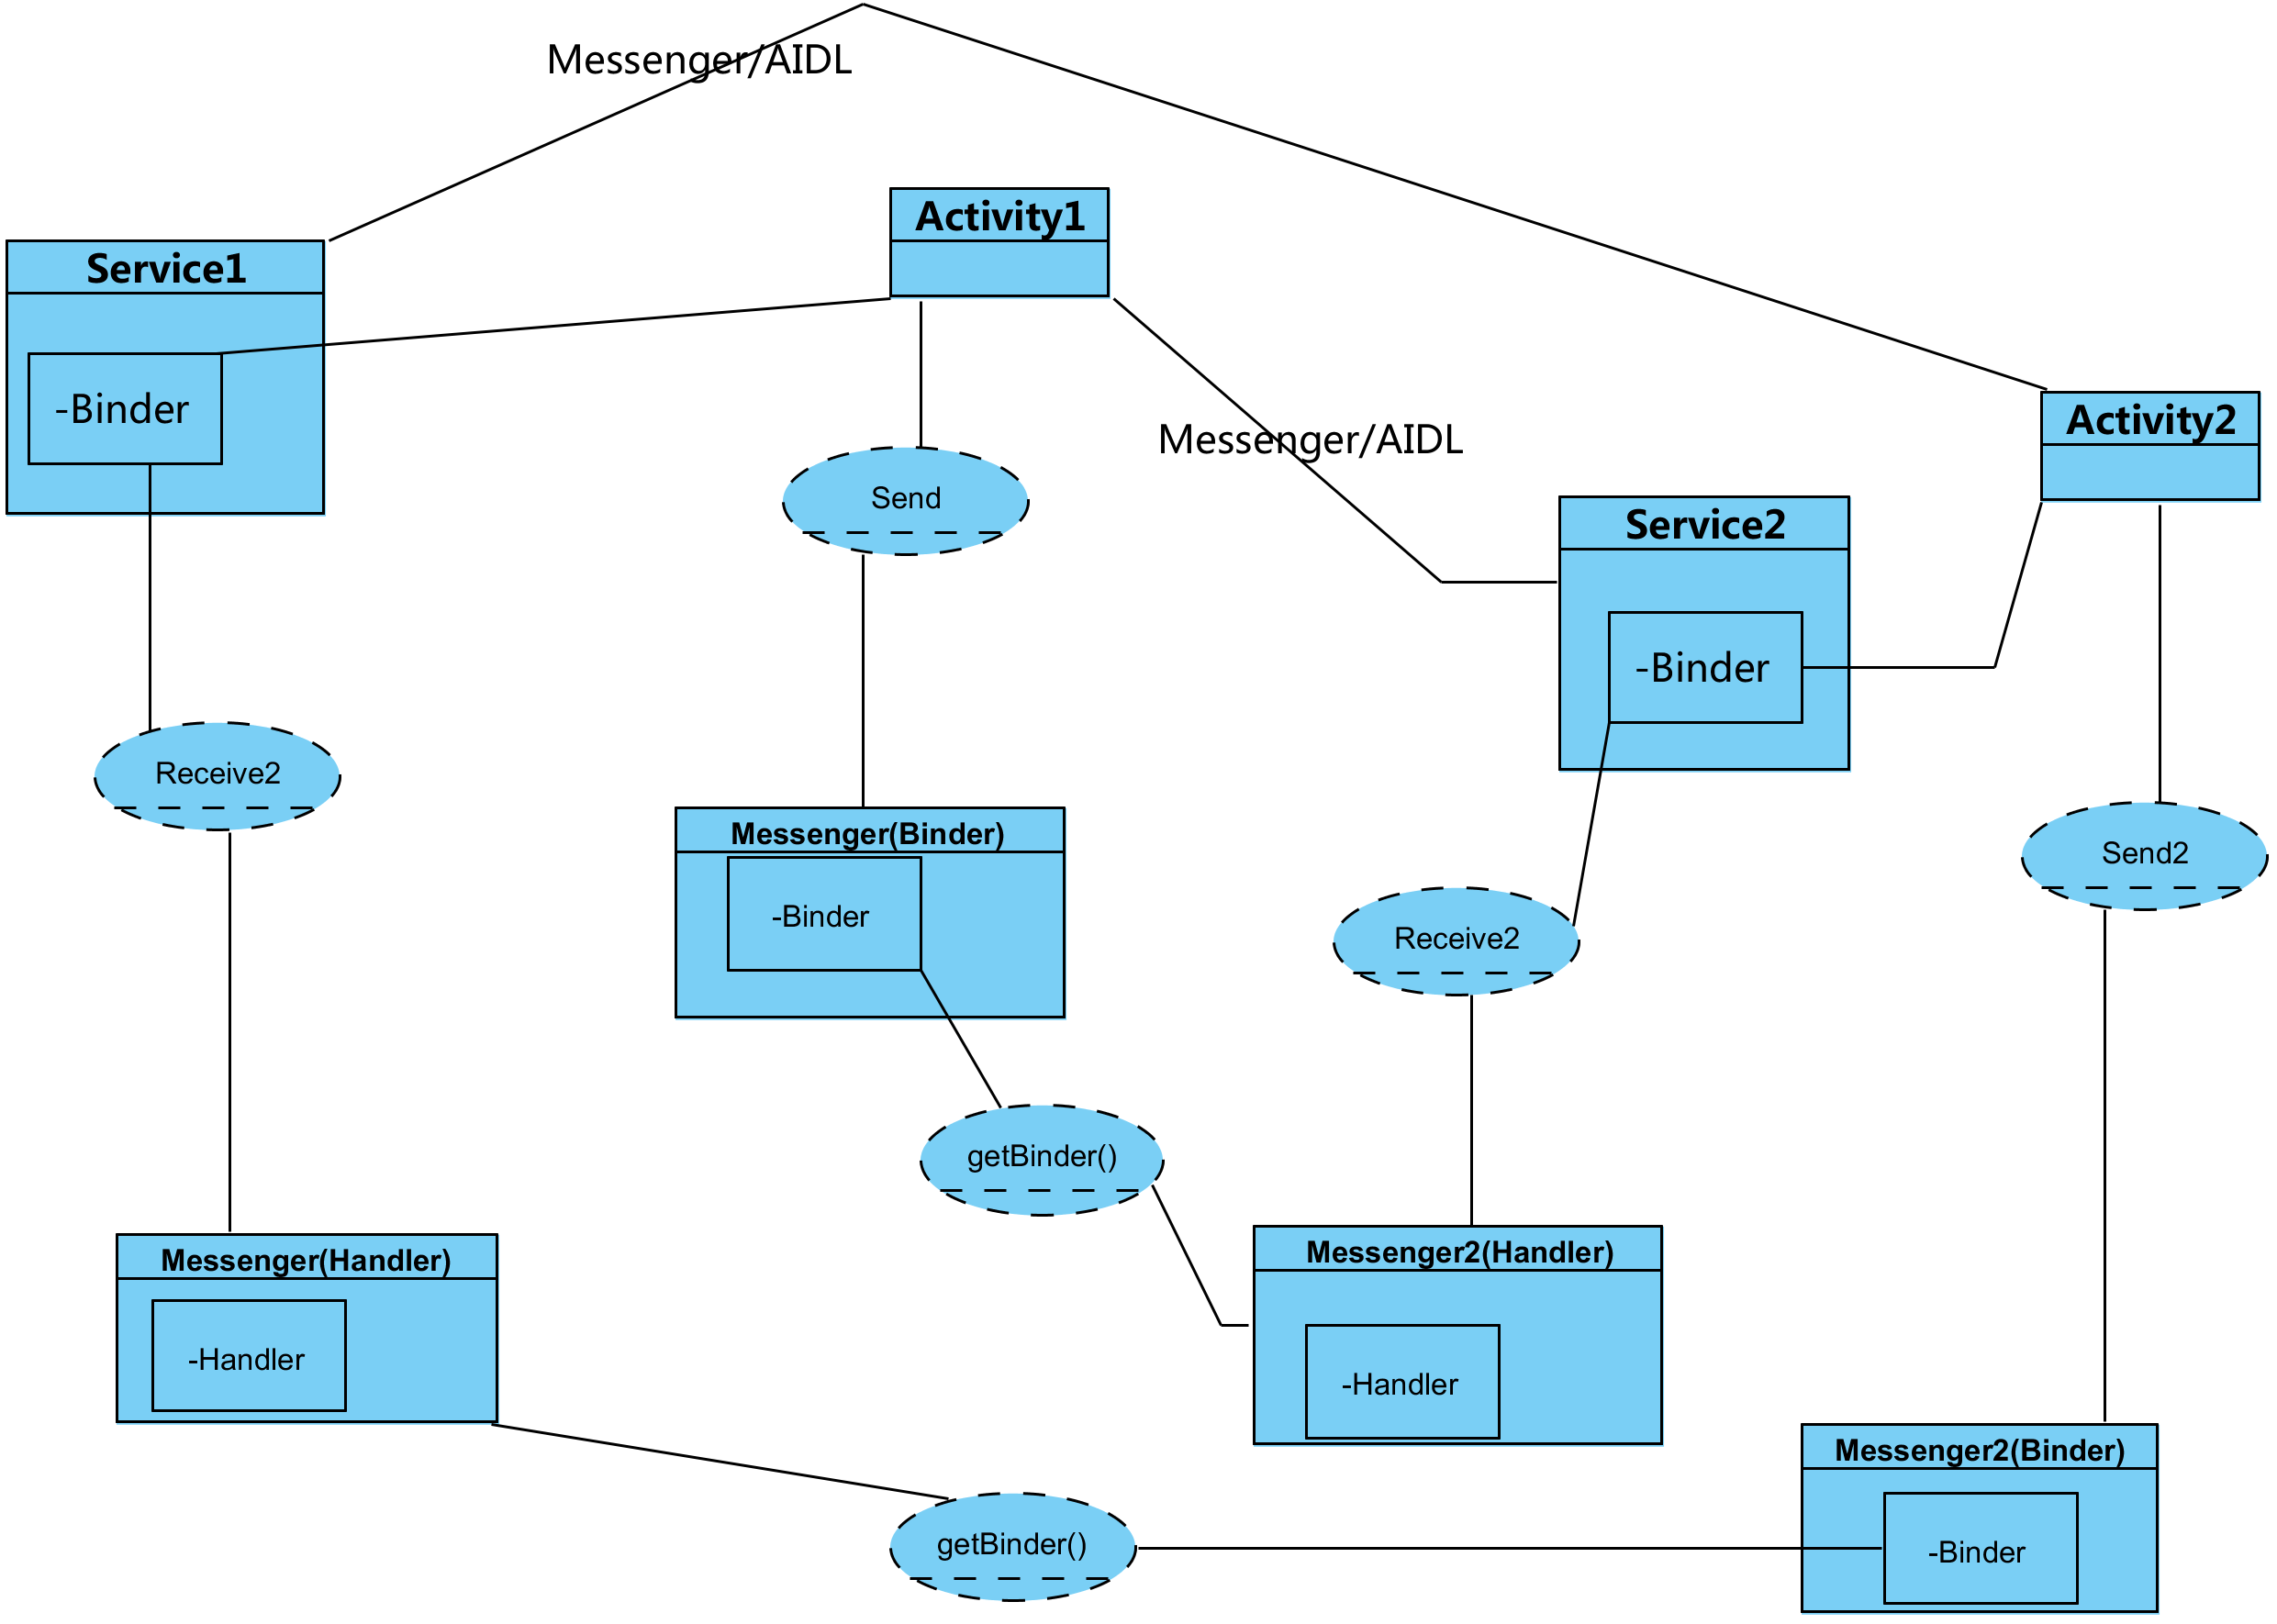 Messenger/AIDL
Activity1
Service1
-Binder
Messenger/AIDL
Activity2
Send
Service2
-Binder
Receive2
Messenger(Binder)
-Binder
Send2
Receive2
getBinder()
Messenger(Handler)
-Handler
Messenger2(Handler)
-Handler
Messenger2(Binder)
-Binder
getBinder()